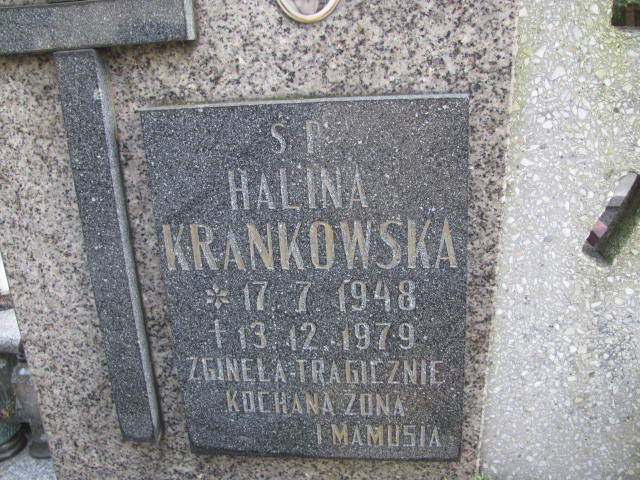 Ś P
HALINA
KRANKOWSKA
* 17. 7. 1948
† 13. 12. 1979
ZGINEŁA-TRAGICZNIE
KOCHANA ŻONA
I MAMUSIA